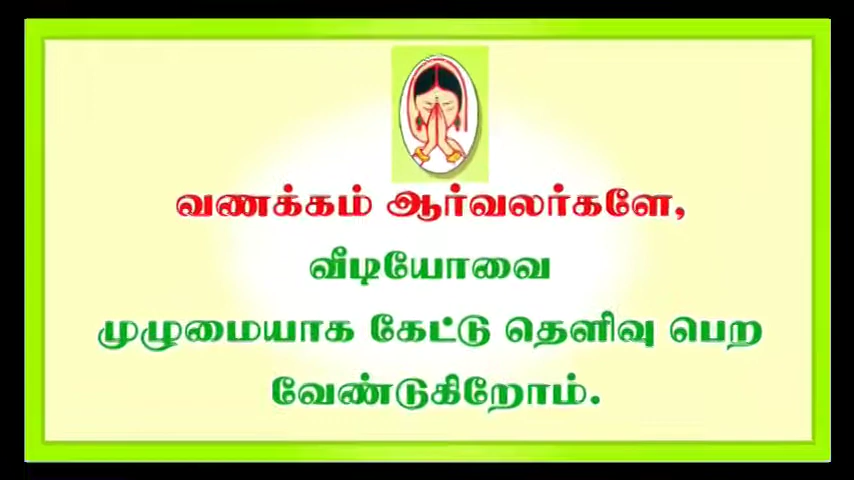 வணக்கம் ஆர்வலர்களே,
வீடியோவை
முழுமையாக கேட்டு தெளிவு பெற
வேண்டுகிறோம்.